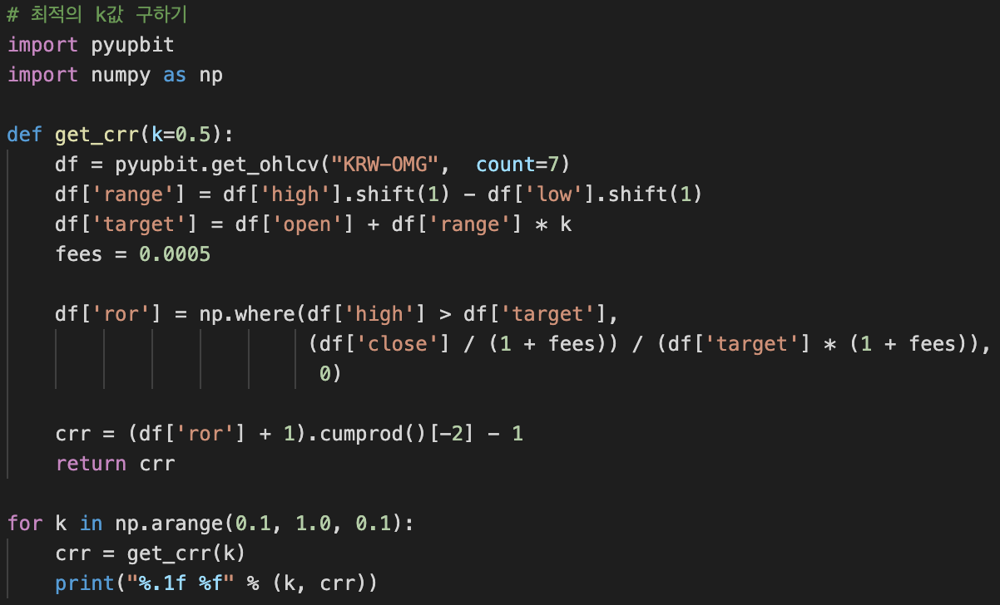 # 최적의 k값 구하기
import pyupbit
import numpy as np

def get_crr(k=0.5):
    df = pyupbit.get_ohlcv("KRW-OMG",  count=7)
    df['range'] = df['high'].shift(1) - df['low'].shift(1)
    df['target'] = df['open'] + df['range'] * k
    fees = 0.0005

    df['ror'] = np.where(df['high'] > df['target'],
                         (df['close'] / (1 + fees)) / (df['target'] * (1 + fees)),
                          0)

    crr = (df['ror'] + 1).cumprod()[-2] - 1
    return crr

for k in np.arange(0.1, 1.0, 0.1):
    crr = get_crr(k)
    print("%.1f %f" % (k, crr))